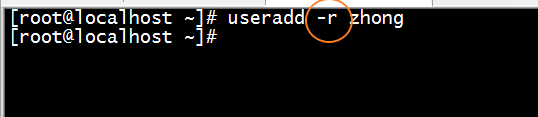 [root@localhost ~]# useradd -r zhong
[root@localhost ~]#